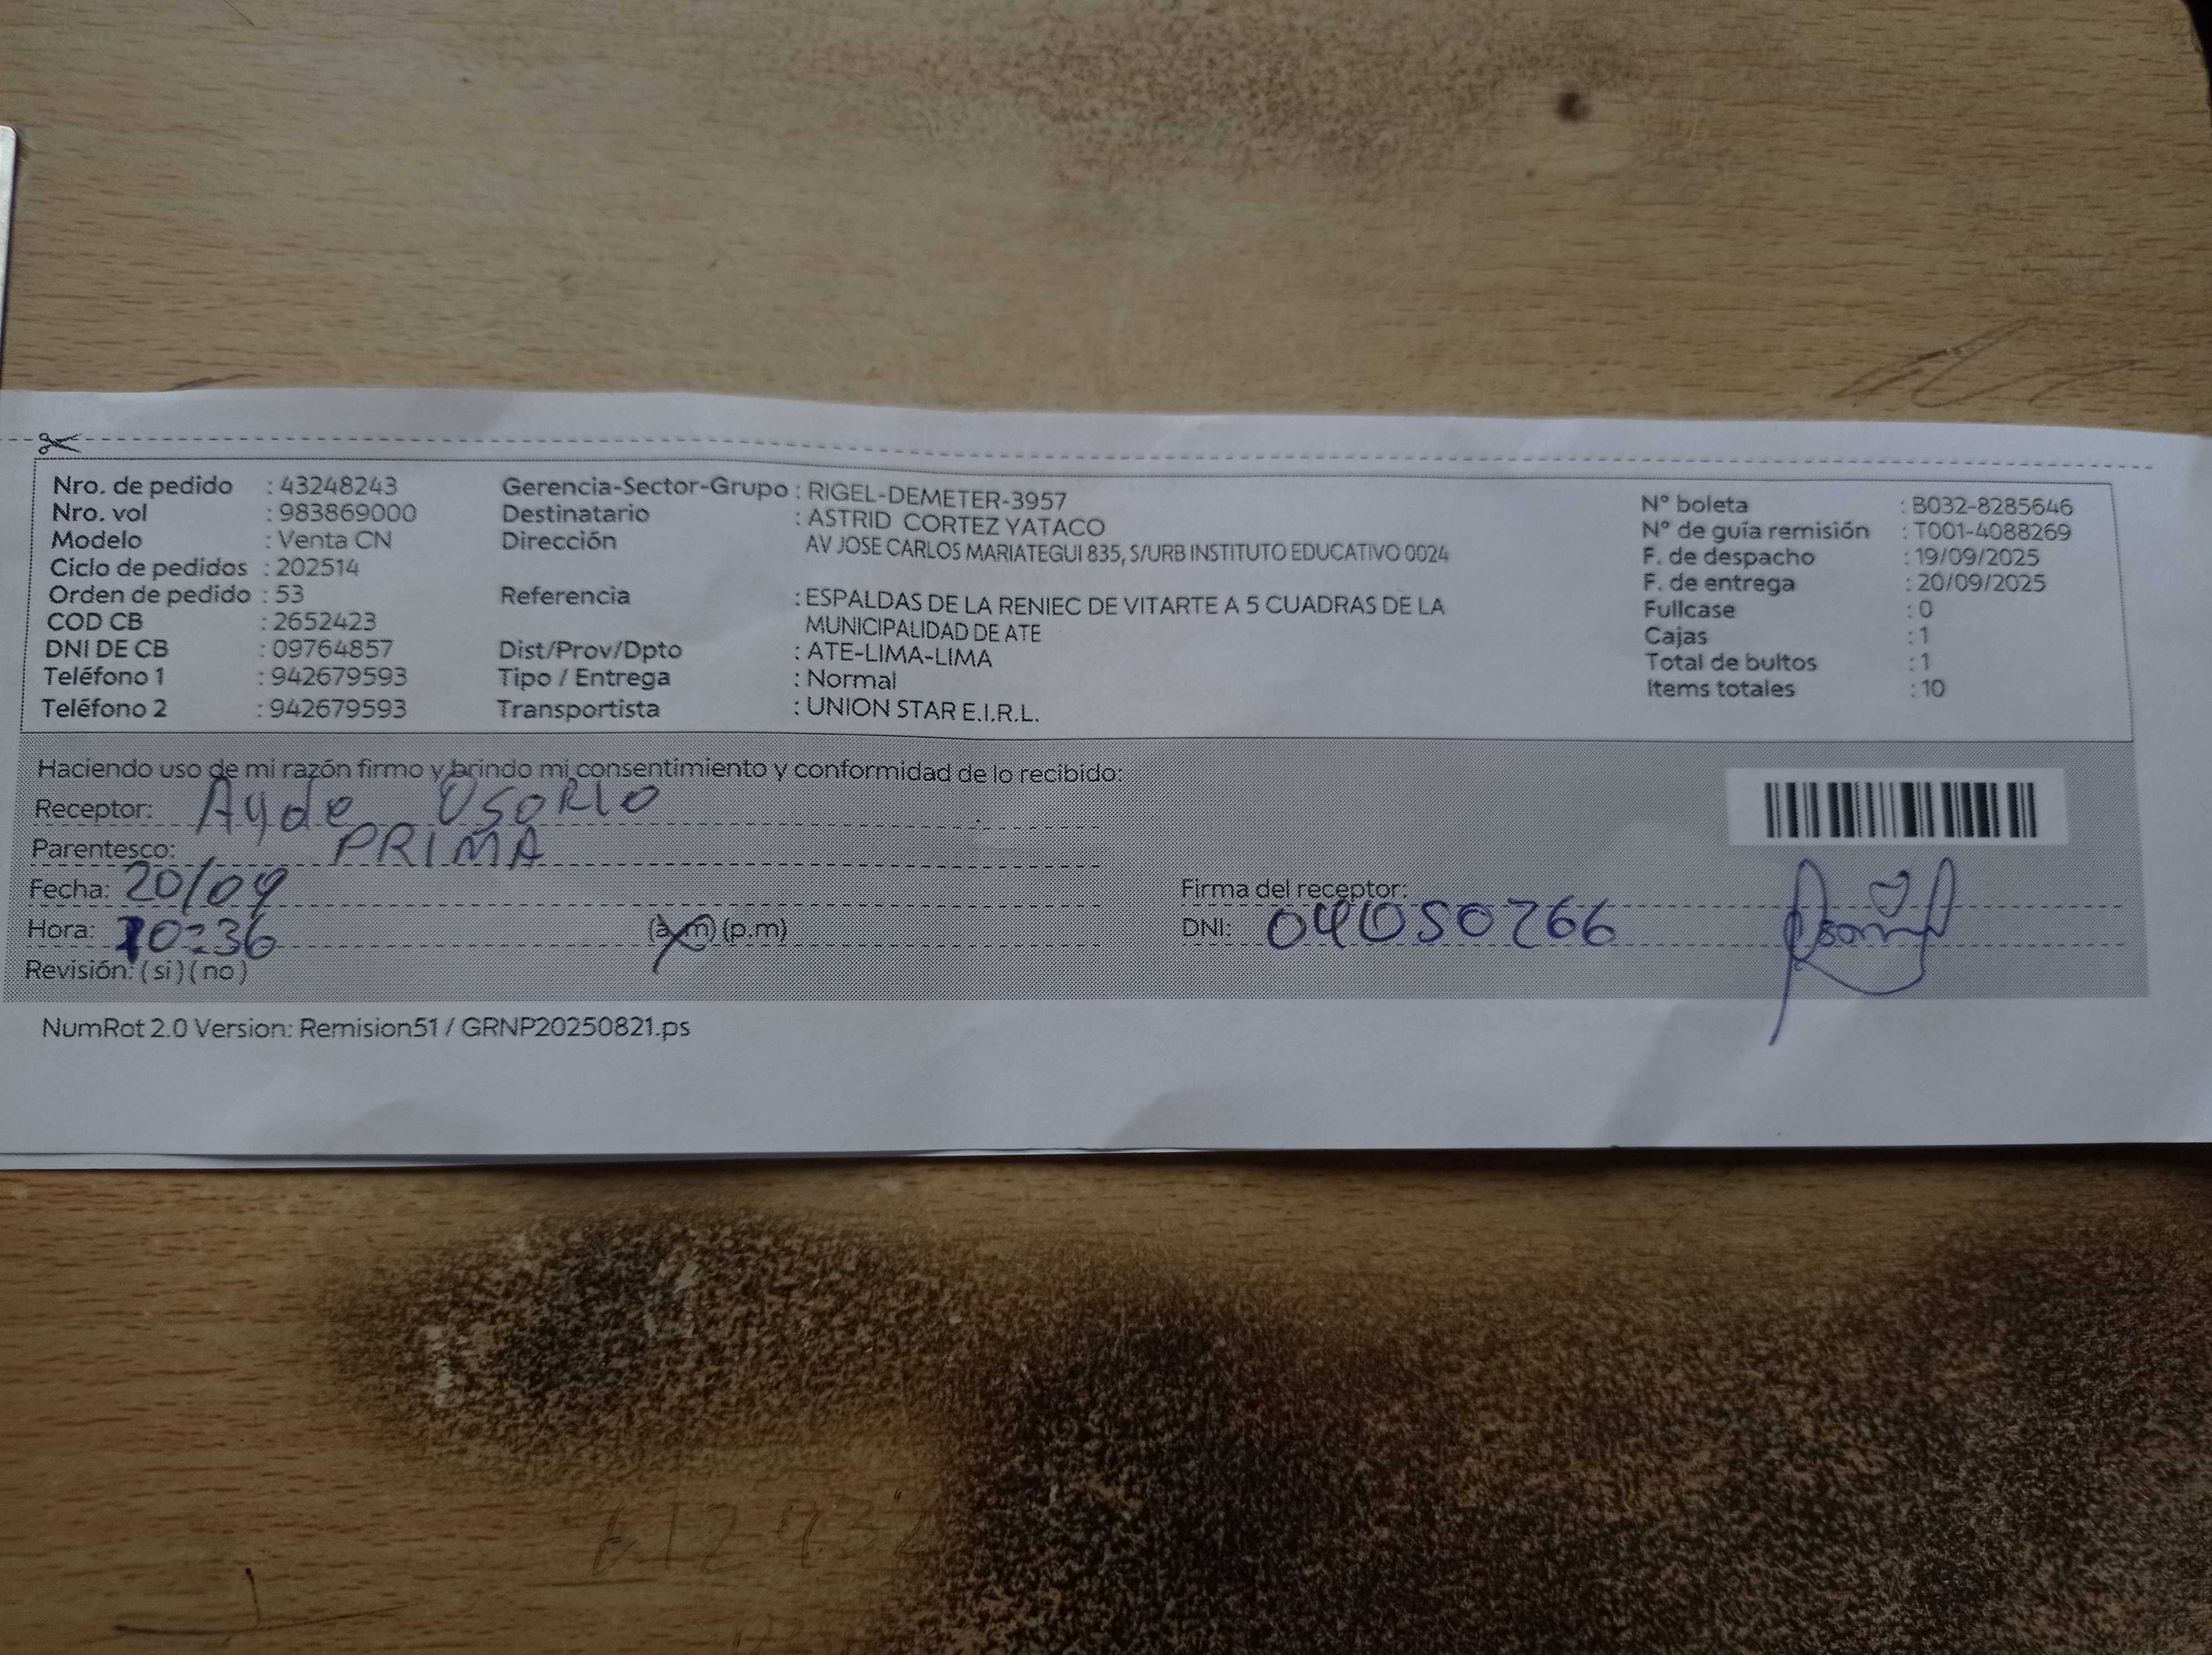 Nro. de pedido : 43248243
Nro. vol : 983869000
Modelo : Venta CN
Ciclo de pedidos : 202514
Orden de pedido : 53
COD CB : 2652423
DNI DE CB : 09764857
Teléfono 1 : 942679593
Teléfono 2 : 942679593
Gerencia-Sector-Grupo : RIGEL-DEMETER-3957
Destinatario : ASTRID CORTEZ YATACO
Dirección AV JOSE CARLOS MARIATEGUI 835, S/URB INSTITUTO EDUCATIVO 0024
Referencia : ESPALDAS DE LA RENIEC DE VITARTE A 5 CUADRAS DE LA
MUNICIPALIDAD DE ATE
Dist/Prov/Dpto : ATE-LIMA-LIMA
Tipo / Entrega : Normal
Transportista : UNION STAR E.I.R.L.
N° boleta : B032-8285646
N° de guía remisión : T001-4088269
F. de despacho : 19/09/2025
F. de entrega : 20/09/2025
Fullcase : 0
Cajas : 1
Total de bultos : 1
Items totales : 10
Haciendo uso de mi razón firmo y brindo mi consentimiento y conformidad de lo recibido:
Receptor: Ayde Osorio
Parentesco: PRIMA
Fecha: 20/09
Hora: 10:36 (a.m) (p.m)
Revisión: (si) (no)
Firma del receptor:
DNI: 04050266
NumRot 2.0 Version: Remision51 / GRNP20250821.ps